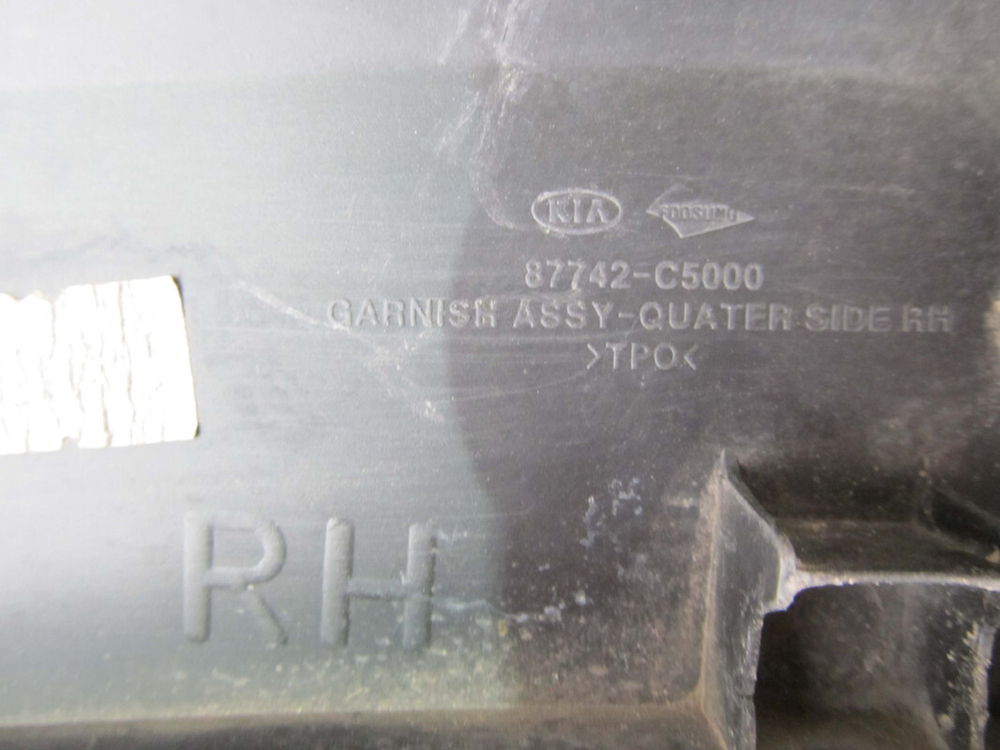 KIA
87742-C5000
GARNISH ASSY-QUATER SIDE RH
>TPO<
RH